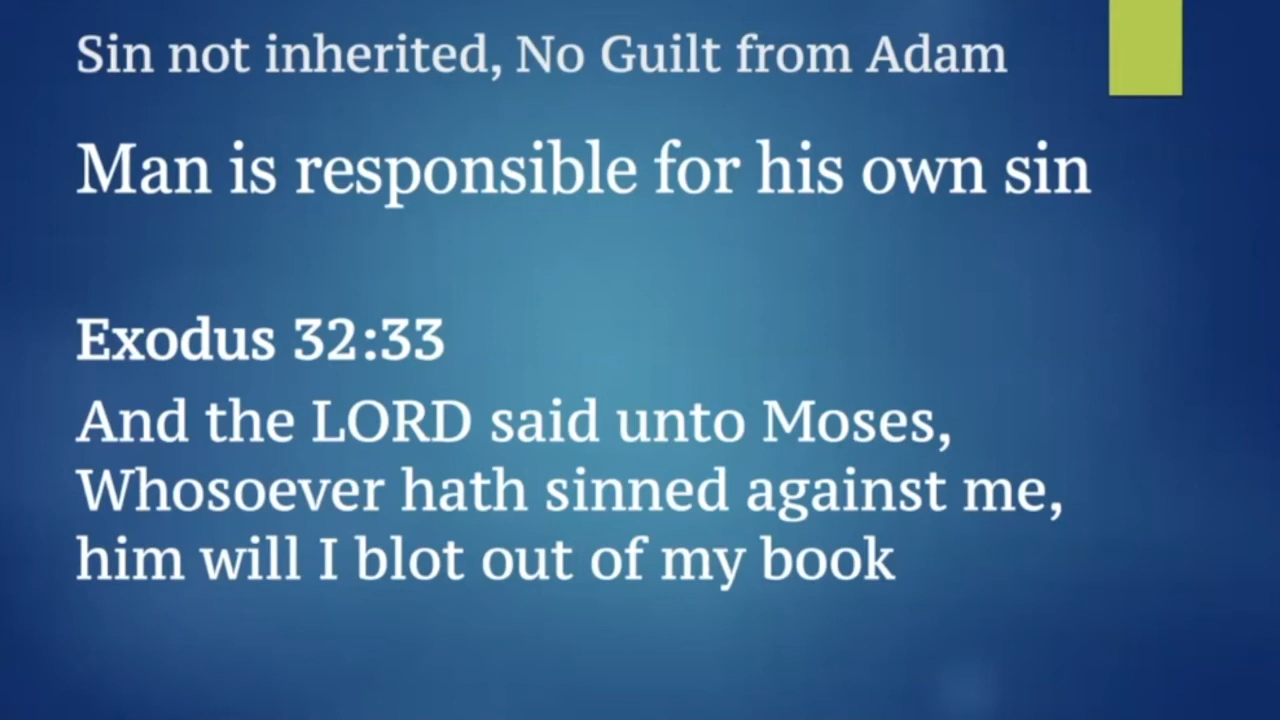 Sin not inherited, No Guilt from Adam
Man is responsible for his own sin
Exodus 32:33
And the LORD said unto Moses,
Whosoever hath sinned against me,
him will I blot out of my book